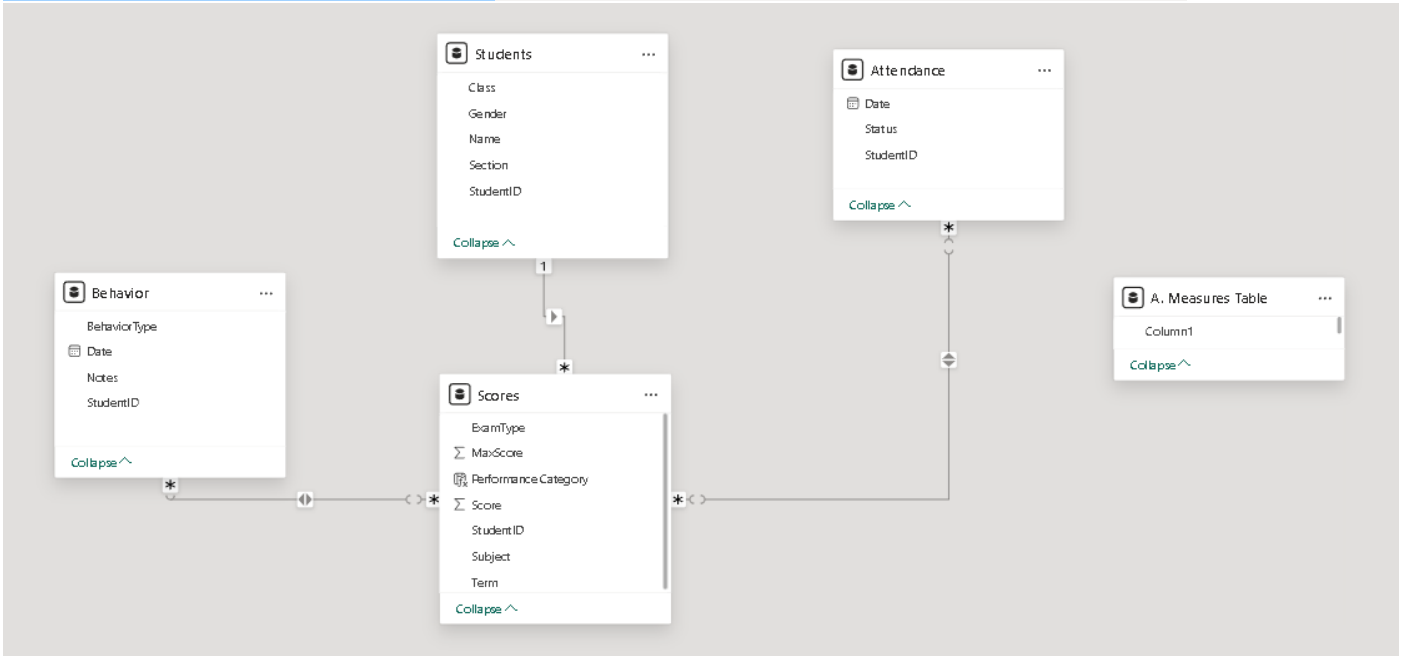 Students
Class
Gender
Name
Section
StudentID
Collapse
1
Attendance
Date
Status
StudentID
Collapse
*
Behavior
BehaviorType
Date
Notes
StudentID
Collapse
*
A. Measures Table
Column1
Collapse
*
Scores
ExamType
MaxScore
Performance Category
Score
StudentID
Subject
Term
Collapse
*
*